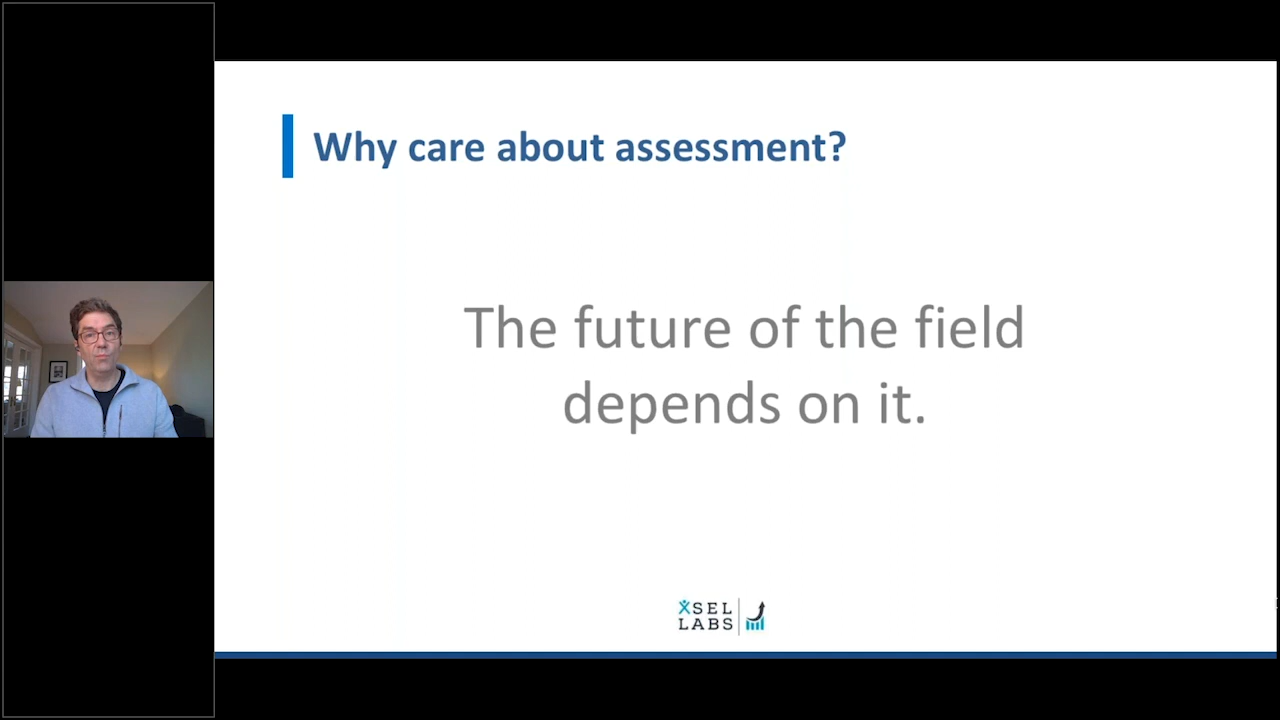 Why care about assessment?
The future of the field
depends on it.
XSEL
LABS